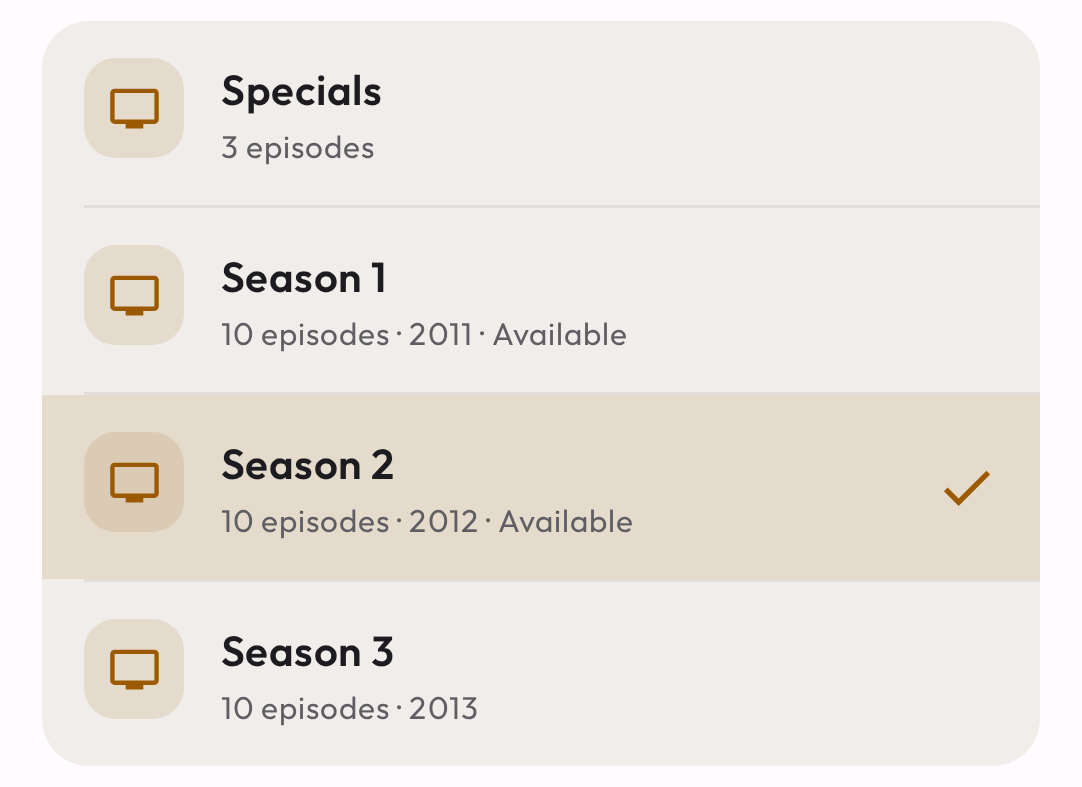 Specials
3 episodes
Season 1
10 episodes · 2011 · Available
Season 2
10 episodes · 2012 · Available
Season 3
10 episodes · 2013